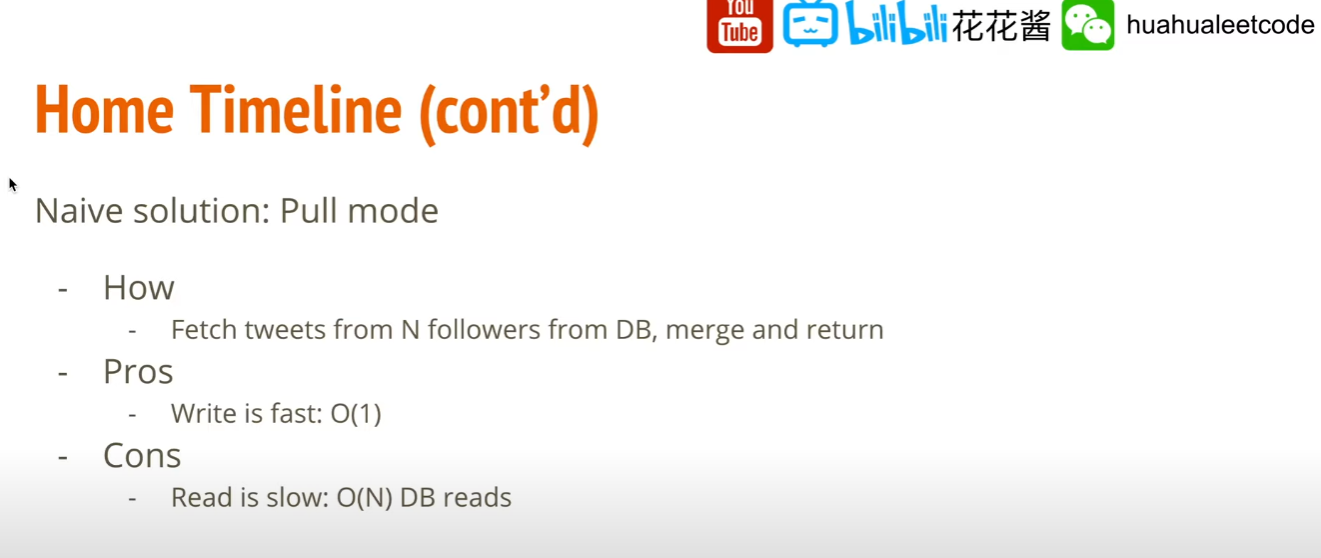 You
Tube
bilibili 花花酱 huahualeetcode
Home Timeline (cont’d)
Naive solution: Pull mode
- How
- Fetch tweets from N followers from DB, merge and return
- Pros
- Write is fast: O(1)
- Cons
- Read is slow: O(N) DB reads